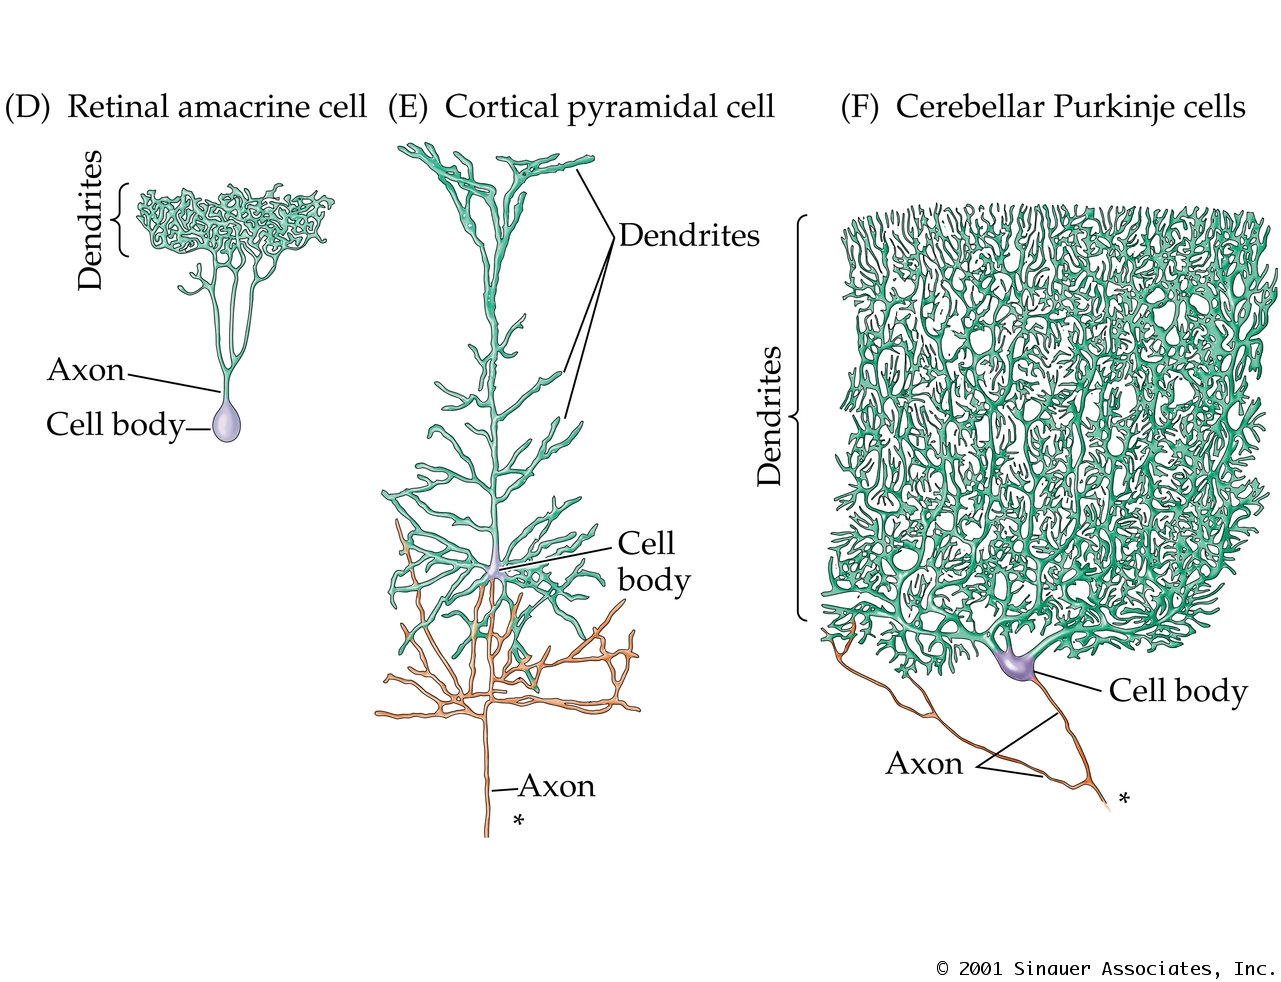 (D) Retinal amacrine cell
(E) Cortical pyramidal cell
(F) Cerebellar Purkinje cells
Dendrites
Axon
Cell body
Dendrites
Cell
body
Axon
*
Dendrites
Cell body
Axon
*
© 2001 Sinauer Associates, Inc.